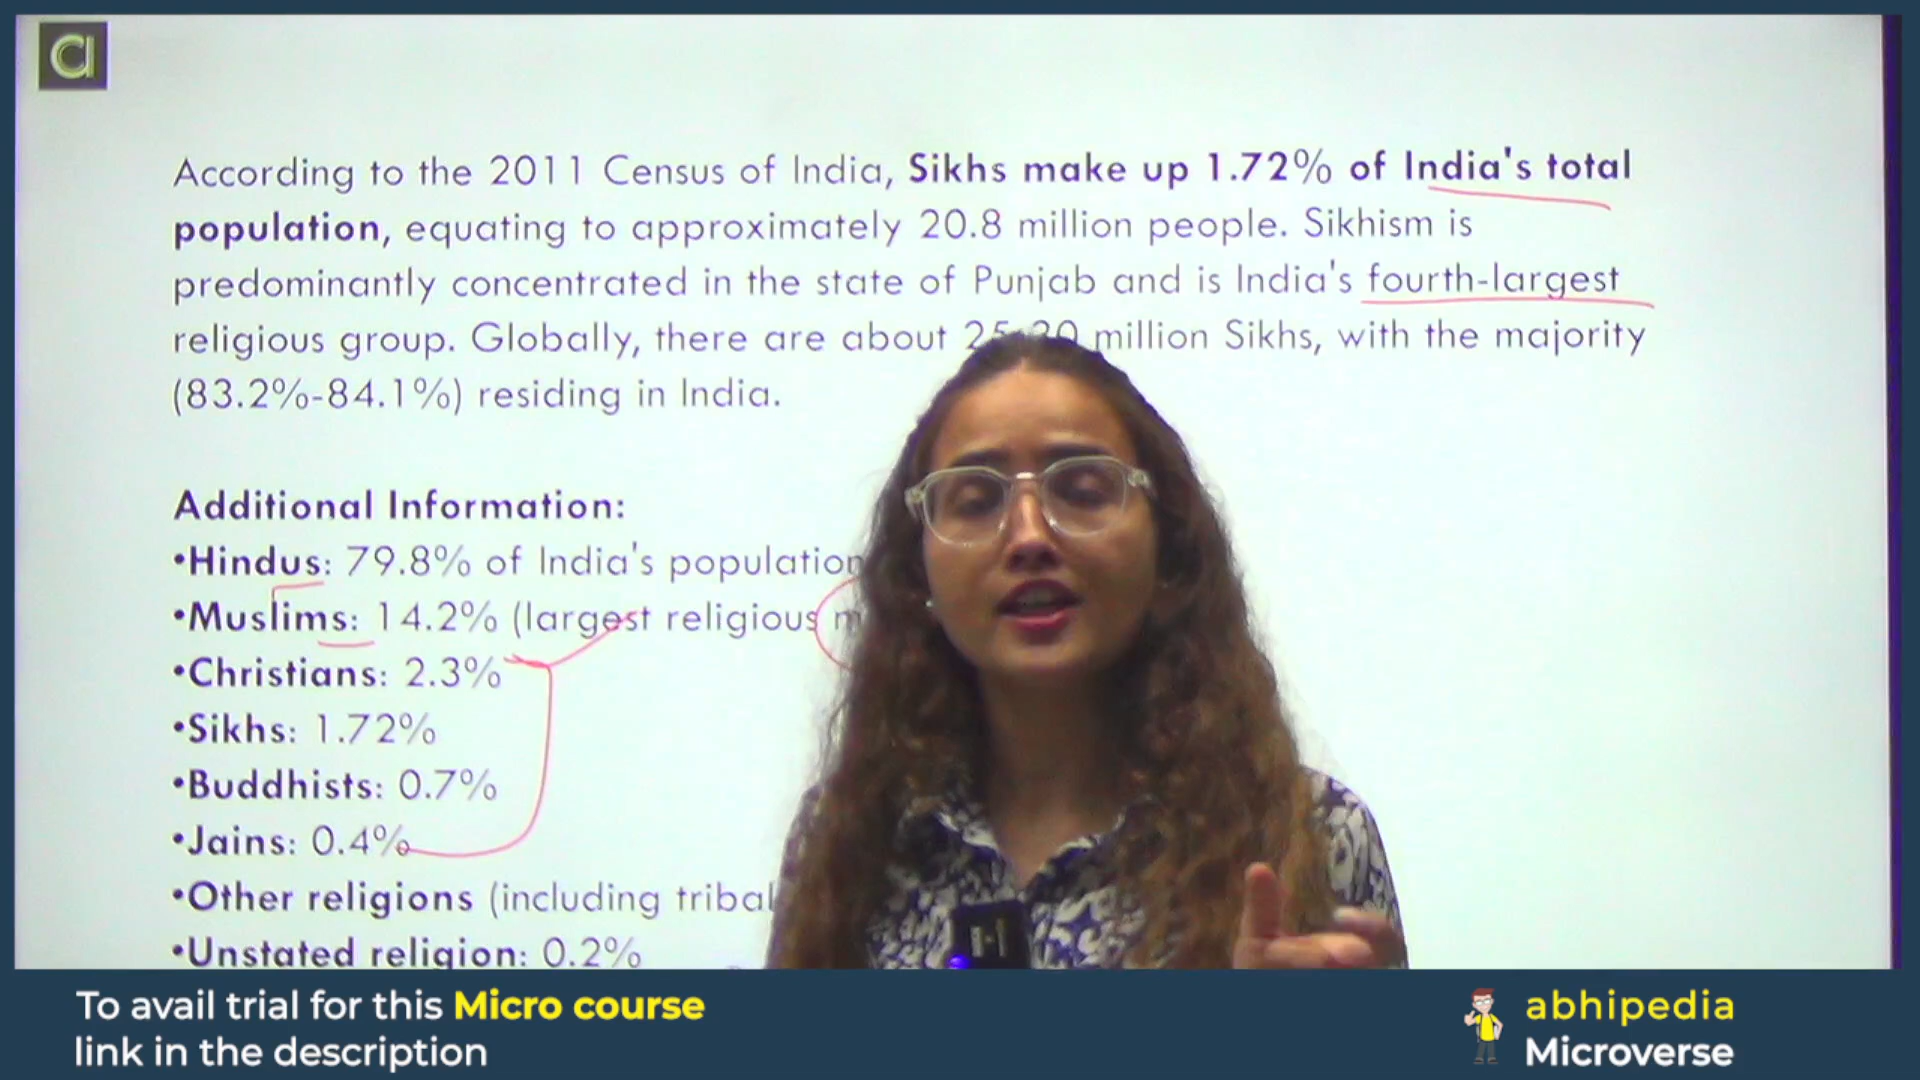 a
According to the 2011 Census of India, Sikhs make up 1.72% of India's total
population, equating to approximately 20.8 million people. Sikhism is
predominantly concentrated in the state of Punjab and is India's fourth-largest
religious group. Globally, there are about 25-30 million Sikhs, with the majority
(83.2%-84.1%) residing in India.
Additional Information:
•Hindus: 79.8% of India's population
•Muslims: 14.2% (largest religious
•Christians: 2.3%
•Sikhs: 1.72%
•Buddhists: 0.7%
•Jains: 0.4%
•Other religions (including tribal
•Unstated religion: 0.2%
To avail trial for this Micro course
link in the description
abhipedia
Microverse